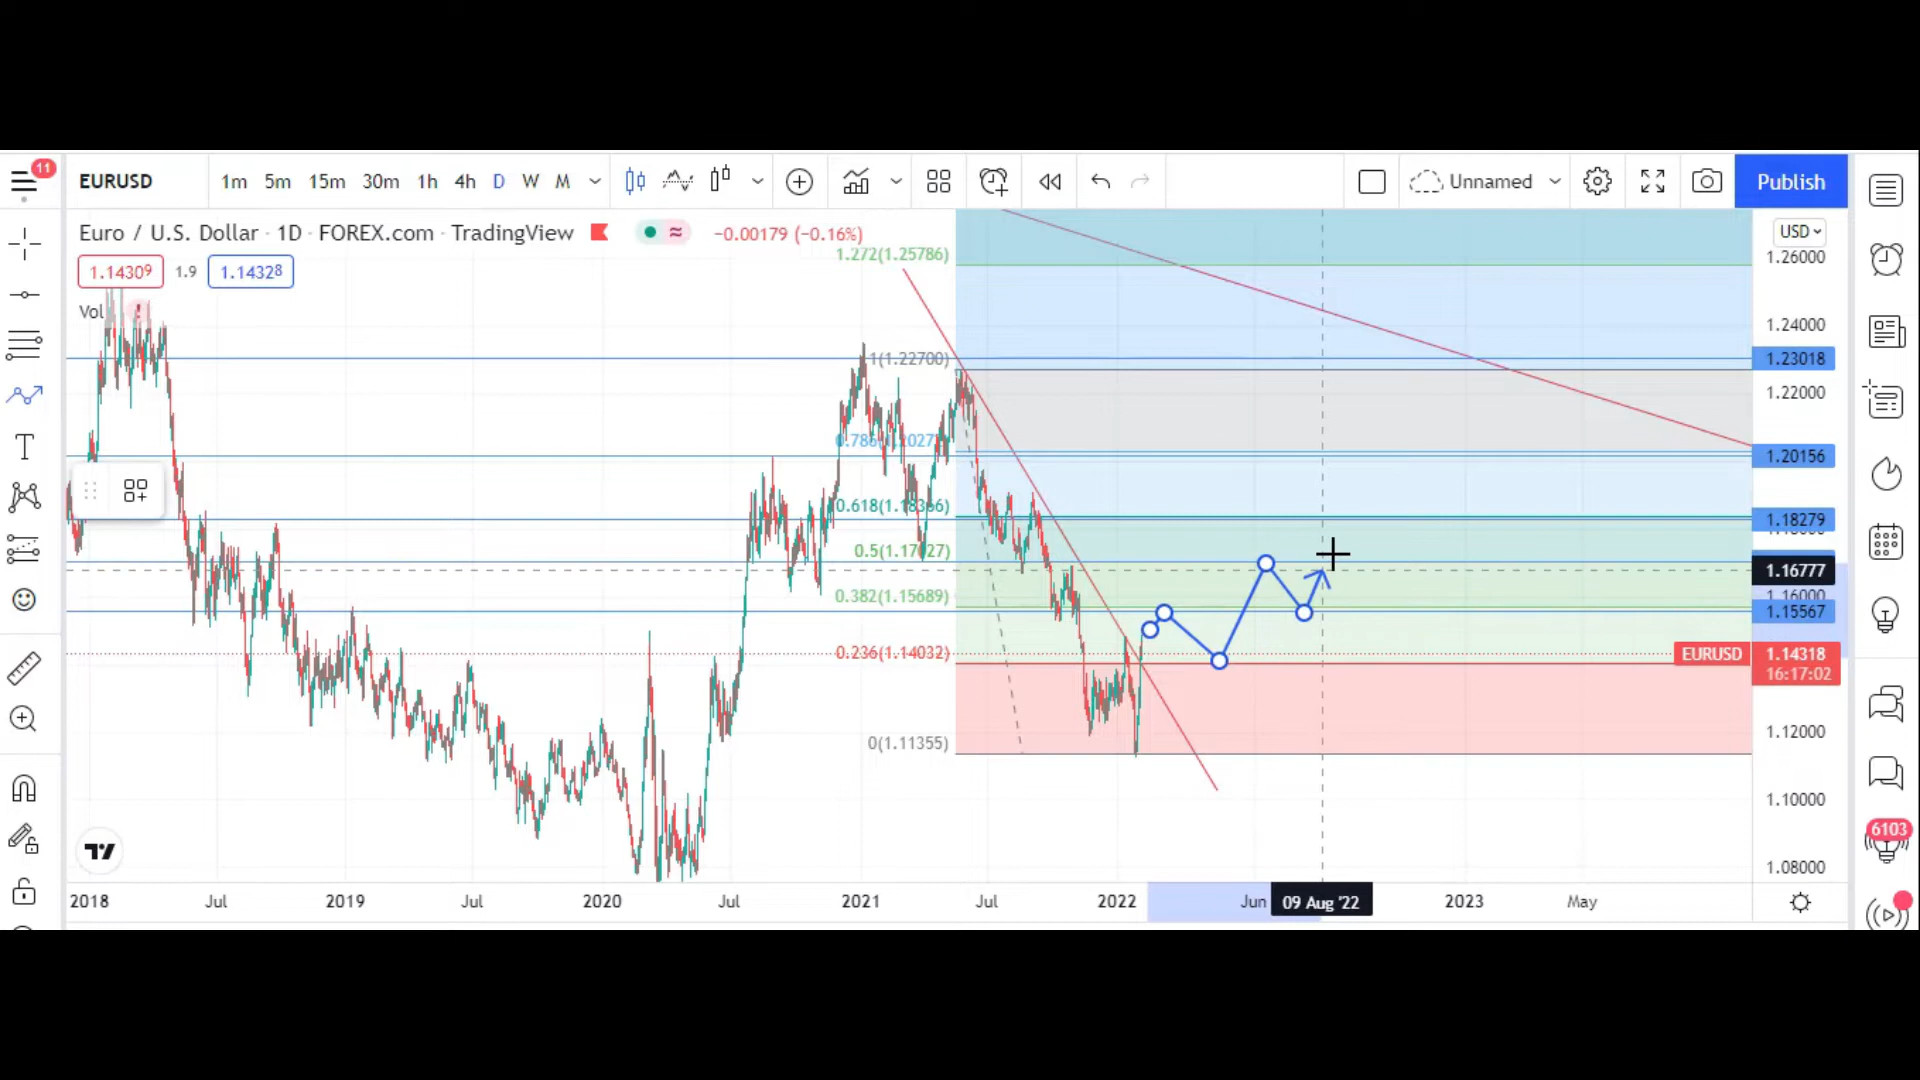 11
EURUSD 1m 5m 15m 30m 1h 4h D W M Unnamed Publish
Euro / U.S. Dollar · 1D · FOREX.com · TradingView −0.00179 (−0.16%)
USD
1.14309 1.9 1.14328
Vol
1.272(1.25786)
1(1.22700)
0.618(1.18366)
0.382(1.15689)
0.236(1.14032)
0(1.11355)
1.26000
1.24000
1.23018
1.22000
1.20156
1.18279
1.16777
1.16000
1.15567
EURUSD 1.14318
16:17:02
1.12000
1.10000
1.08000
6103
T
2018 Jul 2019 Jul 2020 Jul 2021 Jul 2022 Jun 09 Aug '22 2023 May